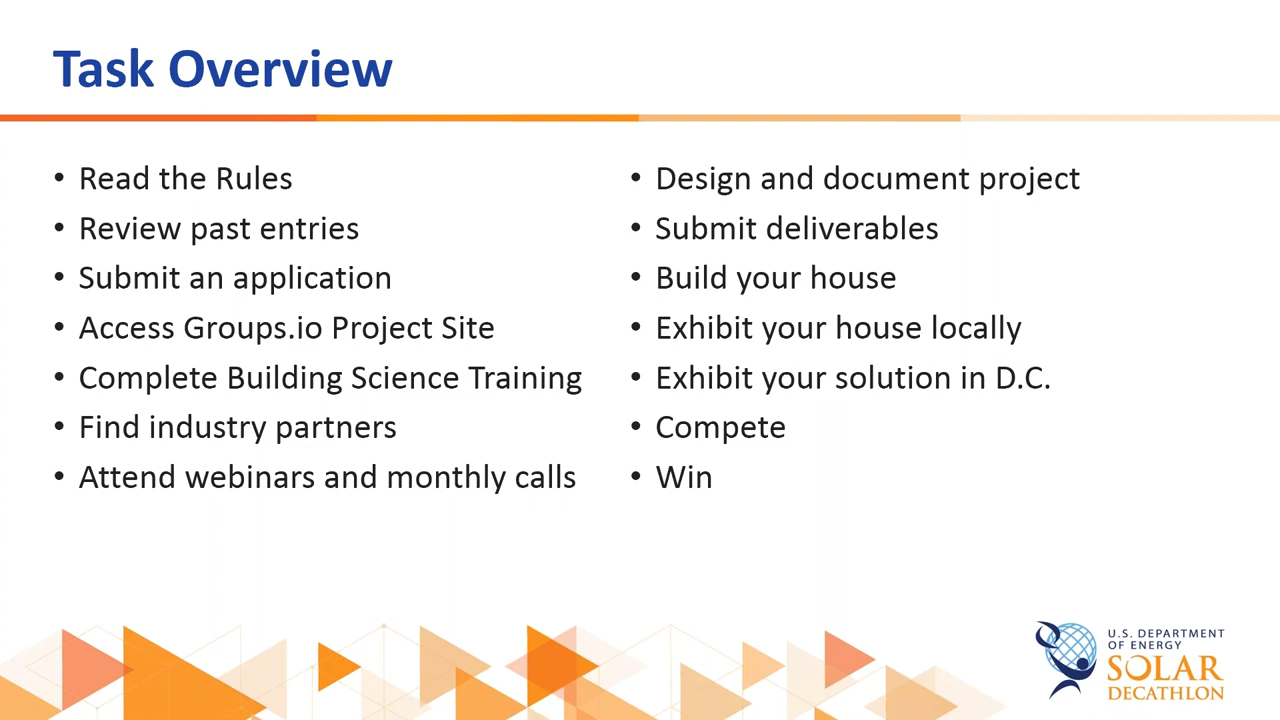 Task Overview
• Read the Rules
• Review past entries
• Submit an application
• Access Groups.io Project Site
• Complete Building Science Training
• Find industry partners
• Attend webinars and monthly calls
• Design and document project
• Submit deliverables
• Build your house
• Exhibit your house locally
• Exhibit your solution in D.C.
• Compete
• Win
U.S. DEPARTMENT
OF ENERGY
SOLAR
DECATHLON